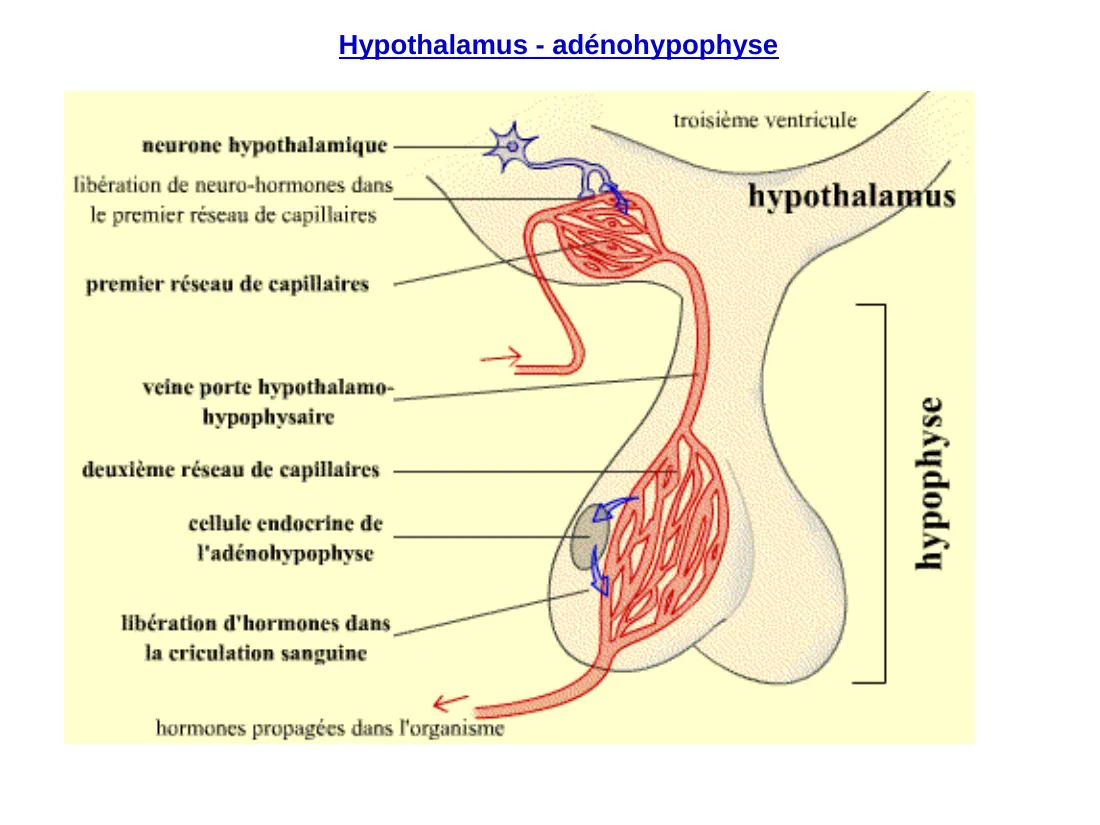 Hypothalamus - adénohypophyse
troisième ventricule
neurone hypothalamique
libération de neuro-hormones dans
le premier réseau de capillaires
hypothalamus
premier réseau de capillaires
veine porte hypothalamo-
hypophysaire
deuxième réseau de capillaires
cellule endocrine de
l'adénohypophyse
hypophyse
libération d'hormones dans
la criculation sanguine
hormones propagées dans l'organisme